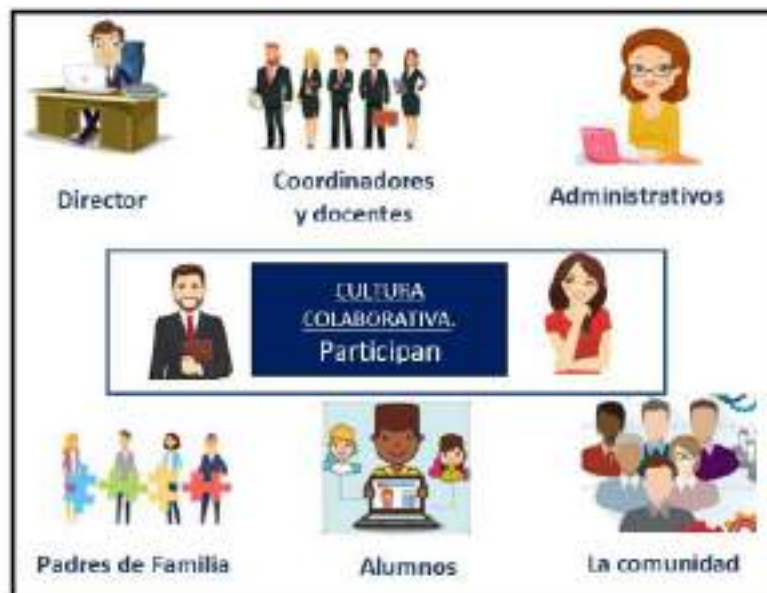 Director
Coordinadores
y docentes
Administrativos
CULTURA
COLABORATIVA.
Participan
Padres de Familia
Alumnos
La comunidad